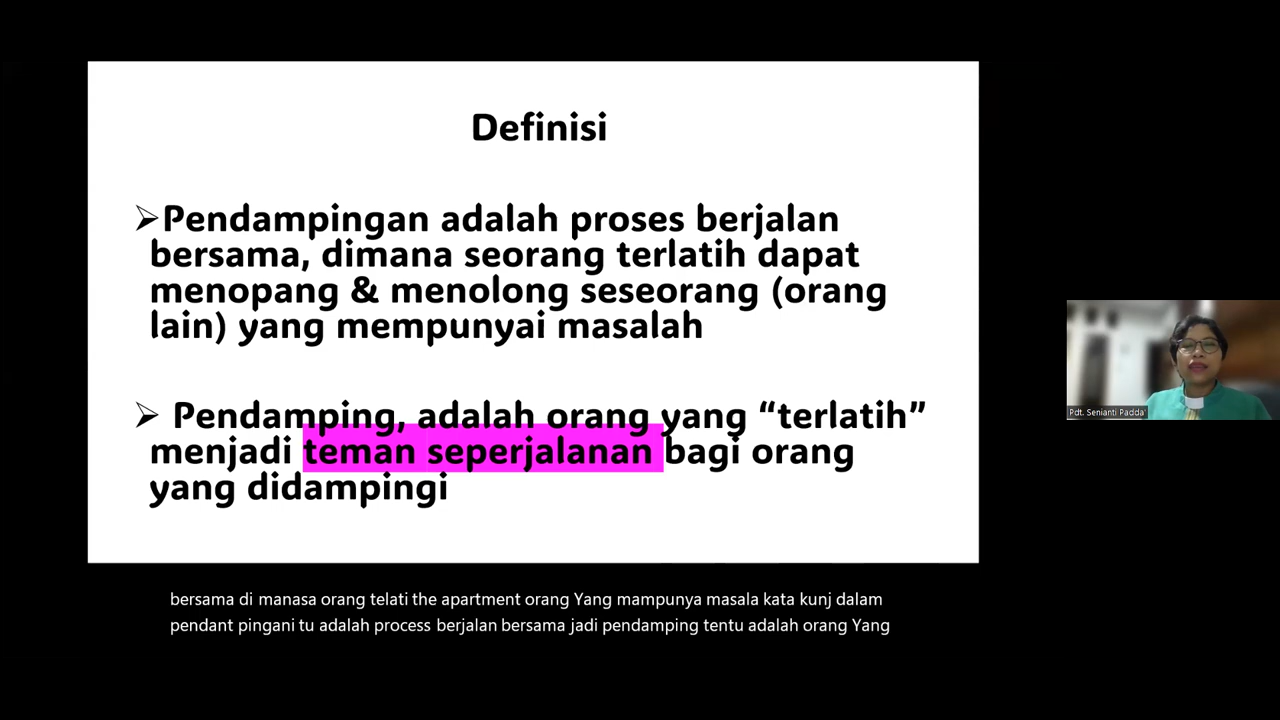 Definisi
➢Pendampingan adalah proses berjalan
bersama, dimana seorang terlatih dapat
menopang & menolong seseorang (orang
lain) yang mempunyai masalah
➢ Pendamping, adalah orang yang “terlatih”
menjadi teman seperjalanan bagi orang
yang didampingi
Pdt. Senianti Padda'
bersama di manasa orang telati the apartment orang Yang mampunya masala kata kunj dalam
pendant pingani tu adalah process berjalan bersama jadi pendamping tentu adalah orang Yang